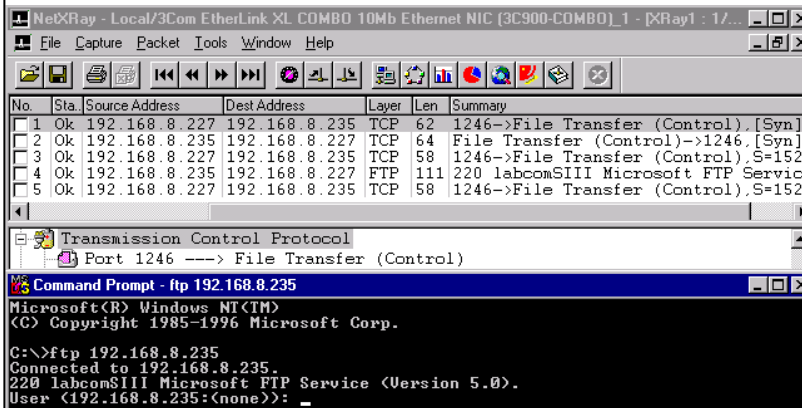 NetXRay - Local/3Com EtherLink XL COMBO 10Mb Ethernet NIC (3C900-COMBO)_1 - [XRay1 : 1/...
File Capture Packet Tools Window Help
No. Sta.. Source Address Dest Address Layer Len Summary
1 Ok 192.168.8.227 192.168.8.235 TCP 62 1246->File Transfer (Control),[Syn]
2 Ok 192.168.8.235 192.168.8.227 TCP 64 File Transfer (Control)->1246,[Syn]
3 Ok 192.168.8.227 192.168.8.235 TCP 58 1246->File Transfer (Control),S=152
4 Ok 192.168.8.235 192.168.8.227 FTP 111 220 labcomSIII Microsoft FTP Servic
5 Ok 192.168.8.227 192.168.8.235 TCP 58 1246->File Transfer (Control),S=152
Transmission Control Protocol
Port 1246 ---> File Transfer (Control)
Command Prompt - ftp 192.168.8.235
Microsoft(R) Windows NT(TM)
(C) Copyright 1985-1996 Microsoft Corp.
C:\>ftp 192.168.8.235
Connected to 192.168.8.235.
220 labcomSIII Microsoft FTP Service (Version 5.0).
User (192.168.8.235:(none)): _